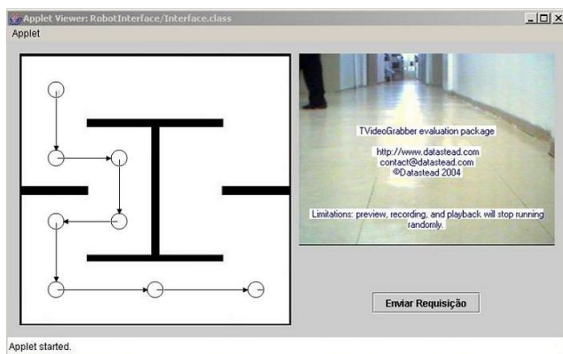 Applet Viewer: RobotInterface/Interface.class
Applet
TVideoGrabber evaluation package
http://www.datastead.com
contact@datastead.com
©Datastead 2004
Limitations: preview, recording, and playback will stop running
randomly.
Enviar Requisição
Applet started.